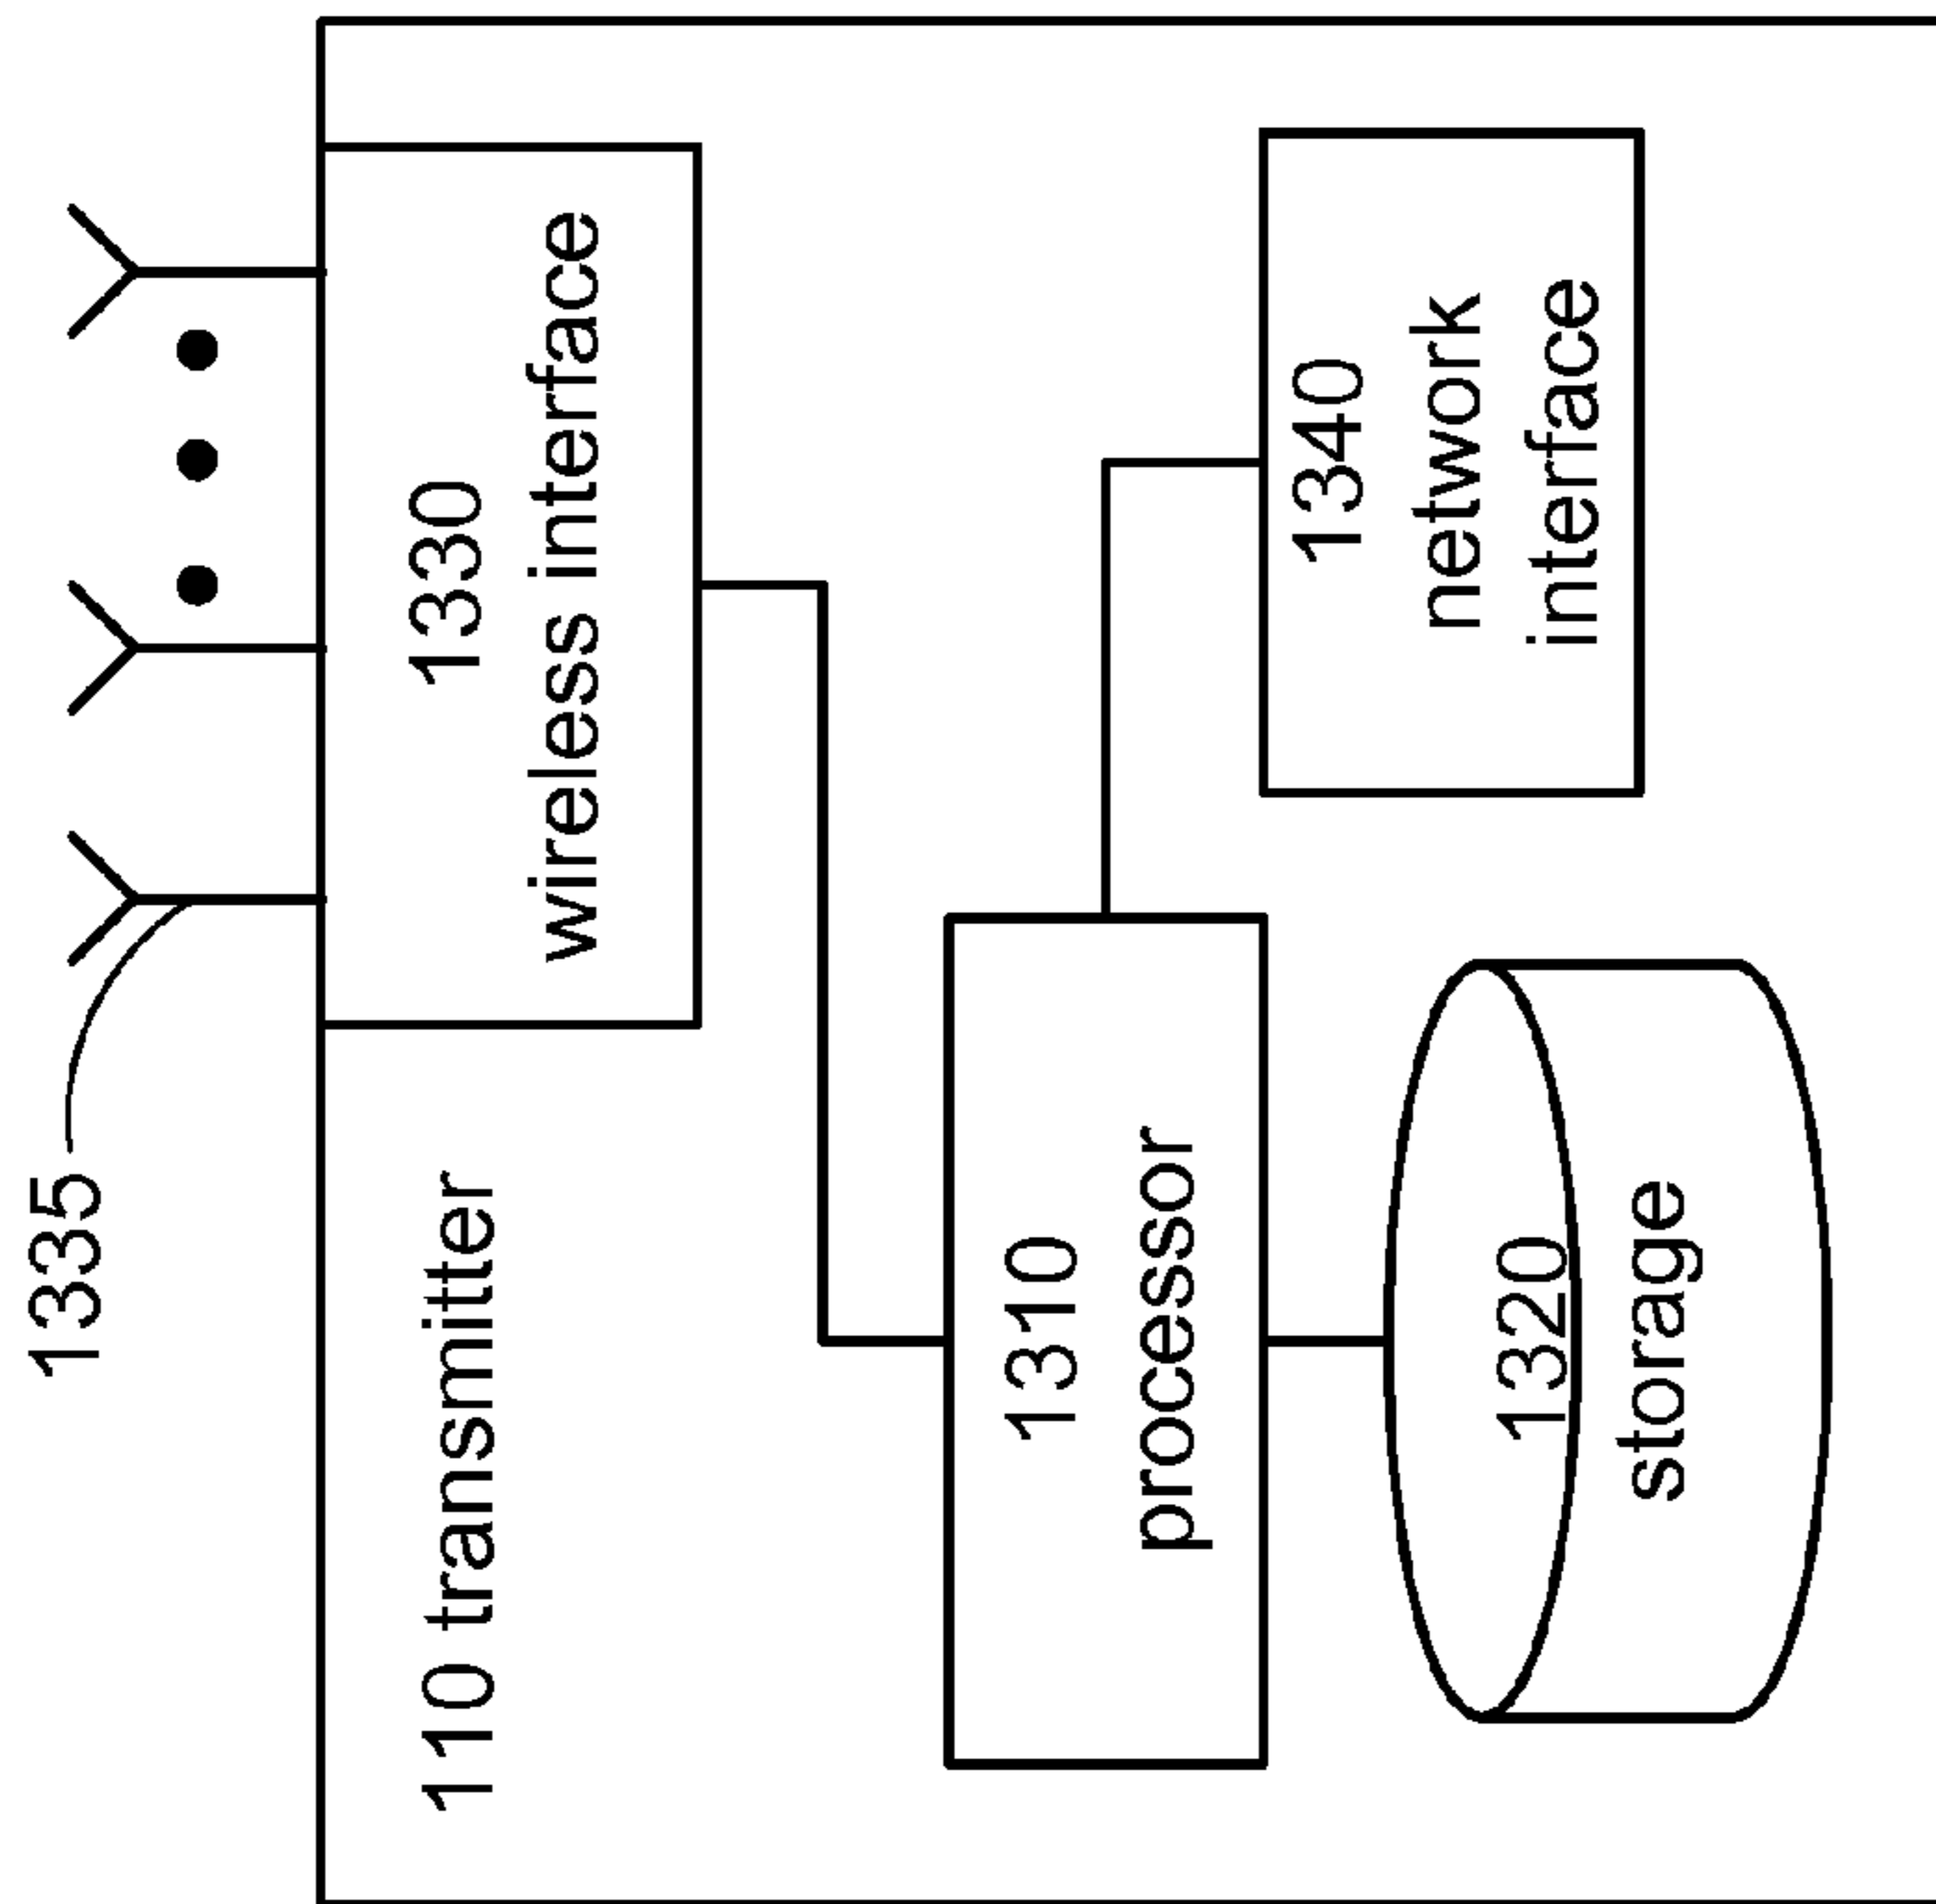 1335
110 transmitter
1330
wireless interface
1310
processor
1340
network
interface
1320
storage